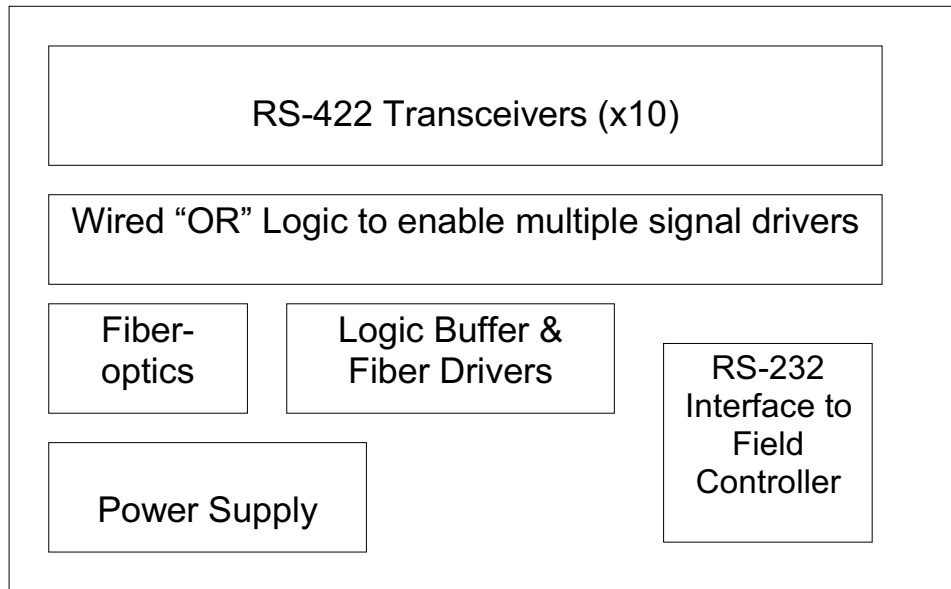 RS-422 Transceivers (x10)
Wired “OR” Logic to enable multiple signal drivers
Fiber-
optics
Logic Buffer &
Fiber Drivers
RS-232
Interface to
Field
Controller
Power Supply